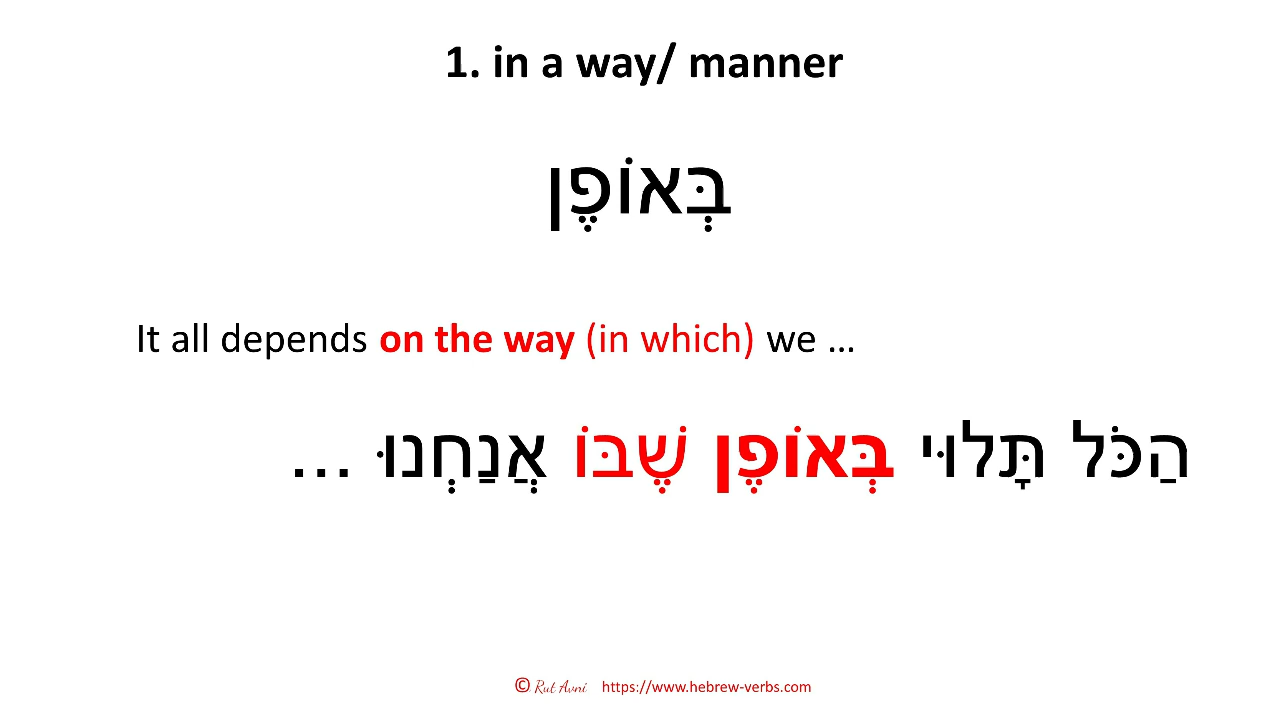 1. in a way/ manner
בְּאוֹפֶן
It all depends on the way (in which) we ...
הַכֹּל תָּלוּי בְּאוֹפֶן שֶׁבּוֹ אֲנַחְנוּ ...
© Rut Avni https://www.hebrew-verbs.com